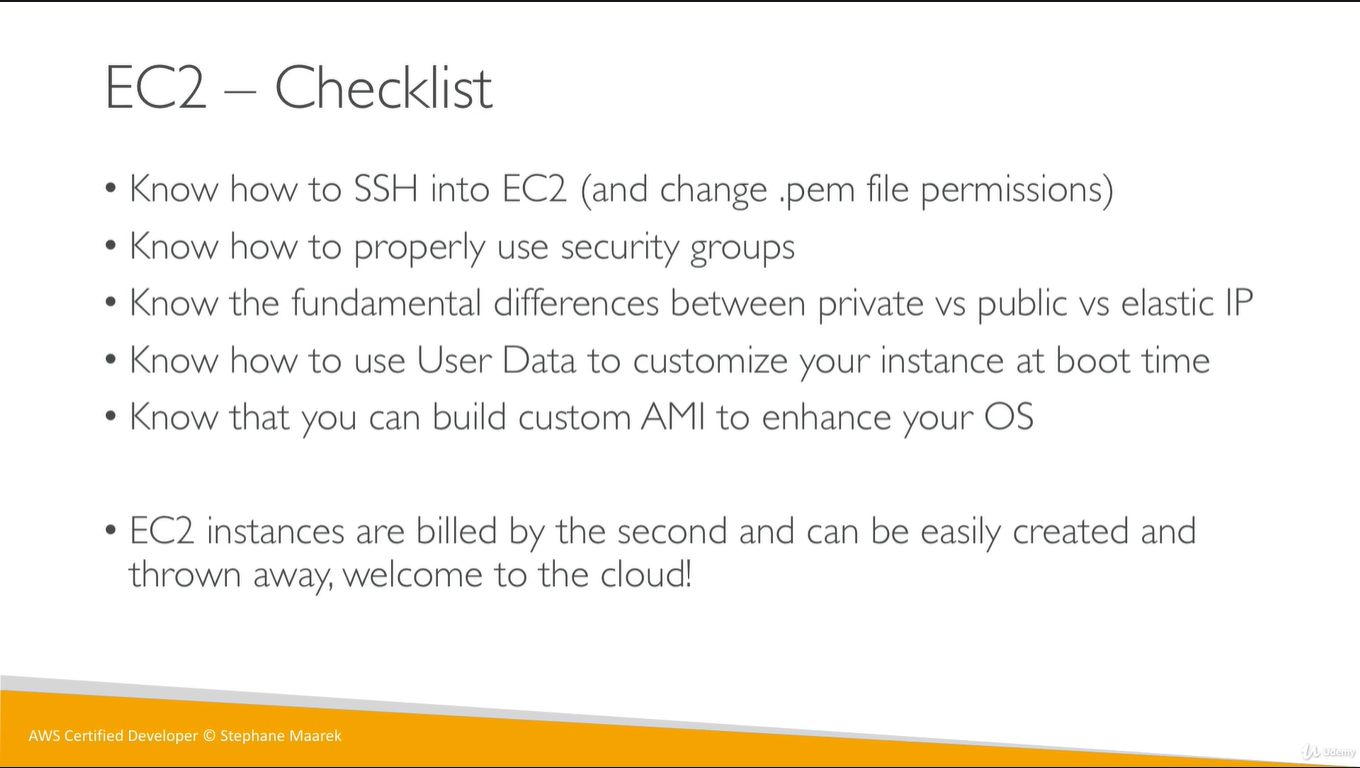 EC2 – Checklist
• Know how to SSH into EC2 (and change .pem file permissions)
• Know how to properly use security groups
• Know the fundamental differences between private vs public vs elastic IP
• Know how to use User Data to customize your instance at boot time
• Know that you can build custom AMI to enhance your OS
• EC2 instances are billed by the second and can be easily created and
thrown away, welcome to the cloud!
AWS Certified Developer © Stephane Maarek
Udemy